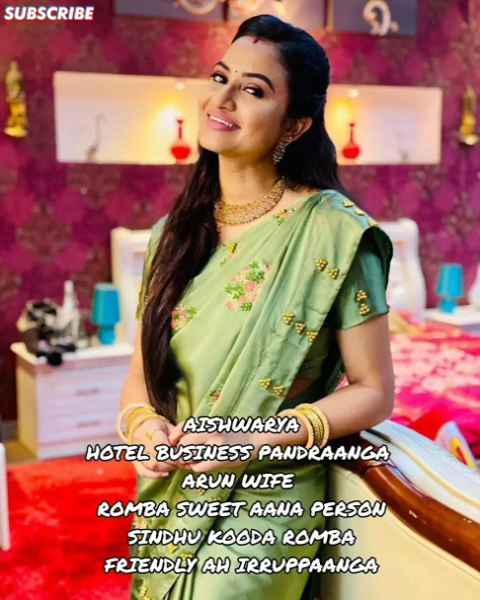 SUBSCRIBE
AISHWARYA
HOTEL BUSINESS PANDRAANGA
ARUN WIFE
ROMBA SWEET AANA PERSON
SINDHU KOODA ROMBA
FRIENDLY AH IRRUPPAANGA